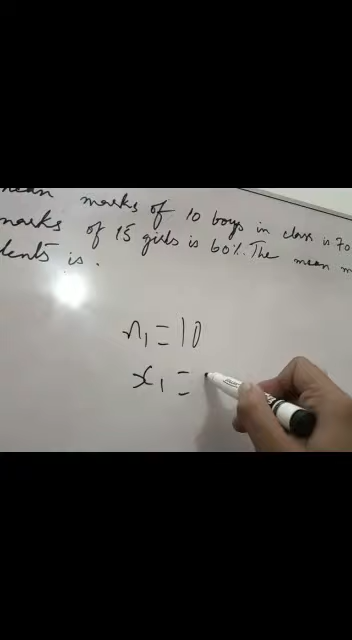 mean marks of 10 boys in class is 70
marks of 15 girls is 60%. The mean m
dents is.
n₁ = 10
x₁ =